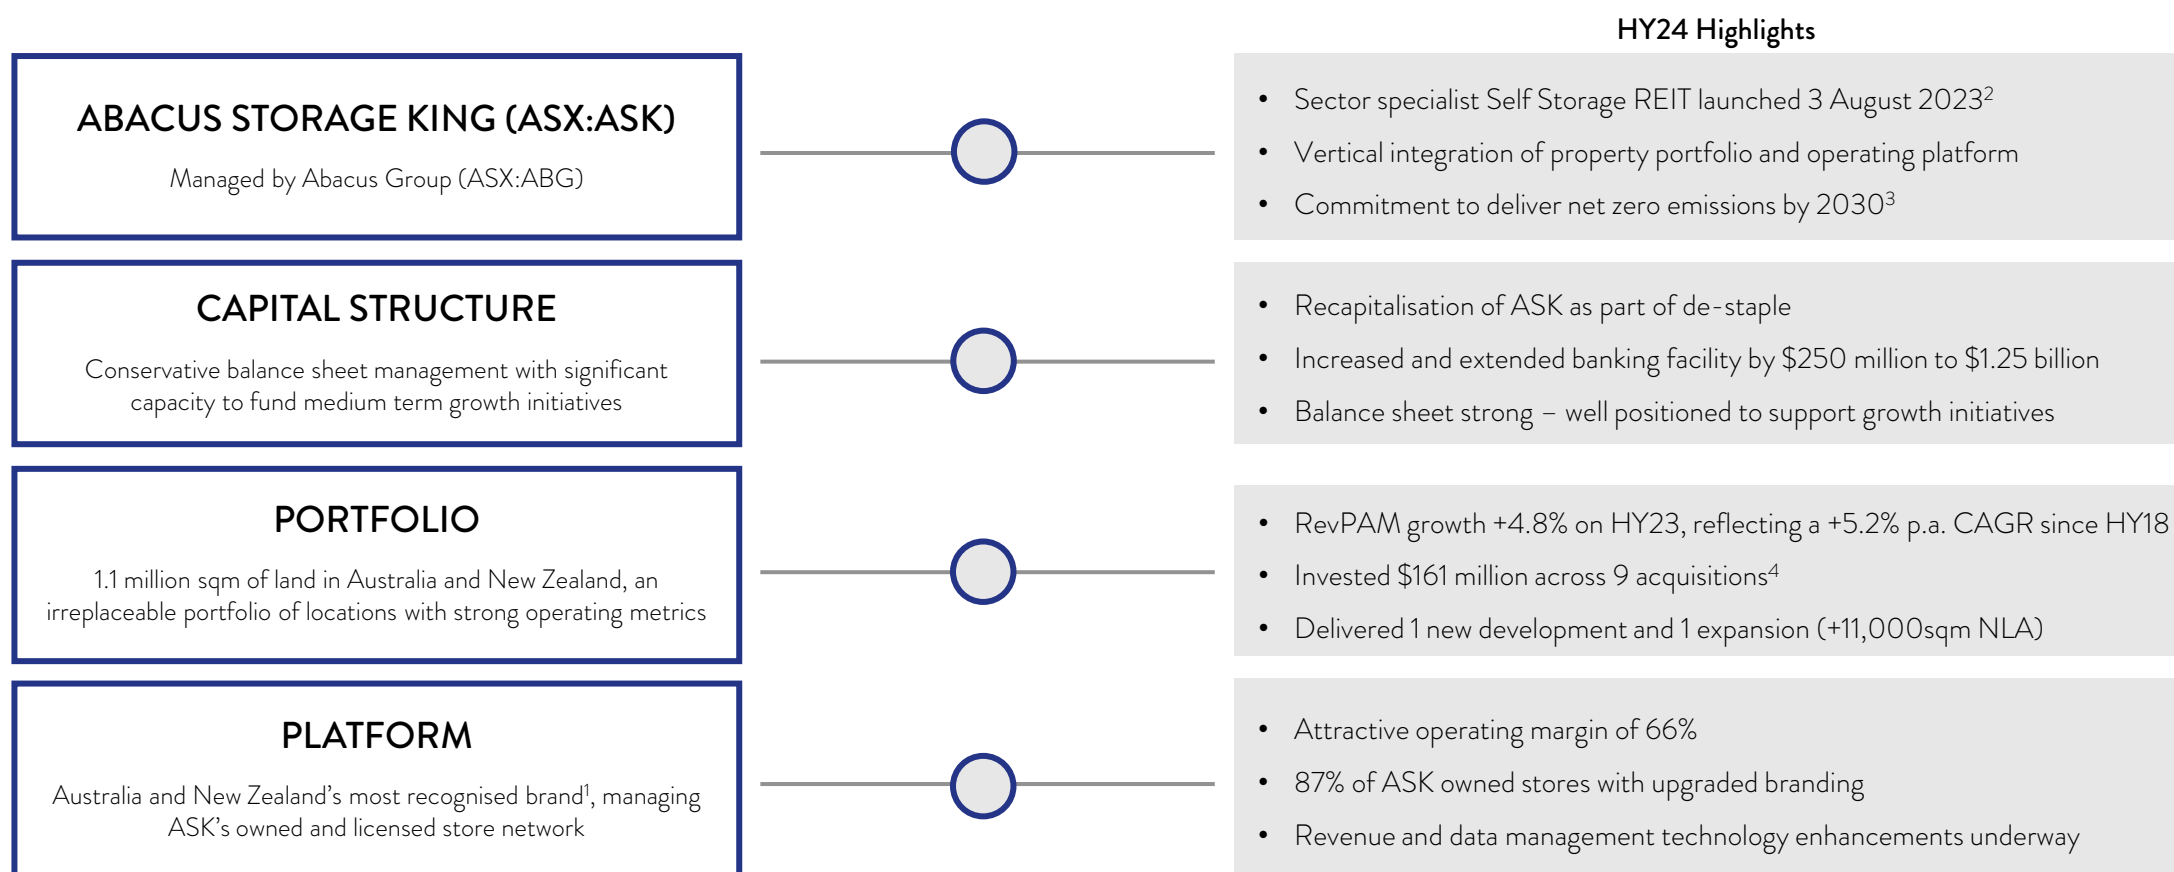 HY24 Highlights
ABACUS STORAGE KING (ASX:ASK)
Managed by Abacus Group (ASX:ABG)
• Sector specialist Self Storage REIT launched 3 August 2023²
• Vertical integration of property portfolio and operating platform
• Commitment to deliver net zero emissions by 2030³
CAPITAL STRUCTURE
Conservative balance sheet management with significant
capacity to fund medium term growth initiatives
• Recapitalisation of ASK as part of de-staple
• Increased and extended banking facility by $250 million to $1.25 billion
• Balance sheet strong – well positioned to support growth initiatives
PORTFOLIO
1.1 million sqm of land in Australia and New Zealand, an
irreplaceable portfolio of locations with strong operating metrics
• RevPAM growth +4.8% on HY23, reflecting a +5.2% p.a. CAGR since HY18
• Invested $161 million across 9 acquisitions⁴
• Delivered 1 new development and 1 expansion (+11,000sqm NLA)
PLATFORM
Australia and New Zealand's most recognised brand¹, managing
ASK's owned and licensed store network
• Attractive operating margin of 66%
• 87% of ASK owned stores with upgraded branding
• Revenue and data management technology enhancements underway